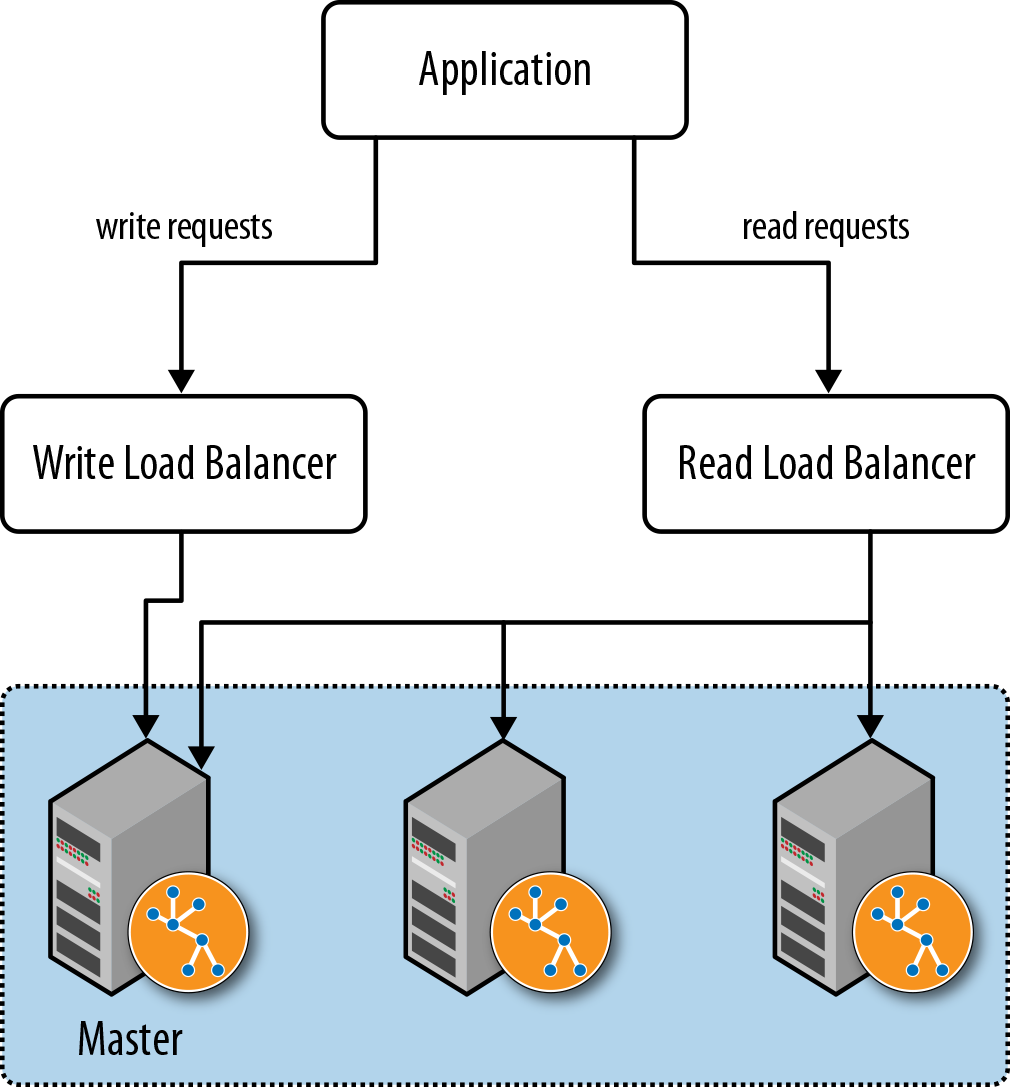 Application
write requests
read requests
Write Load Balancer
Read Load Balancer
Master